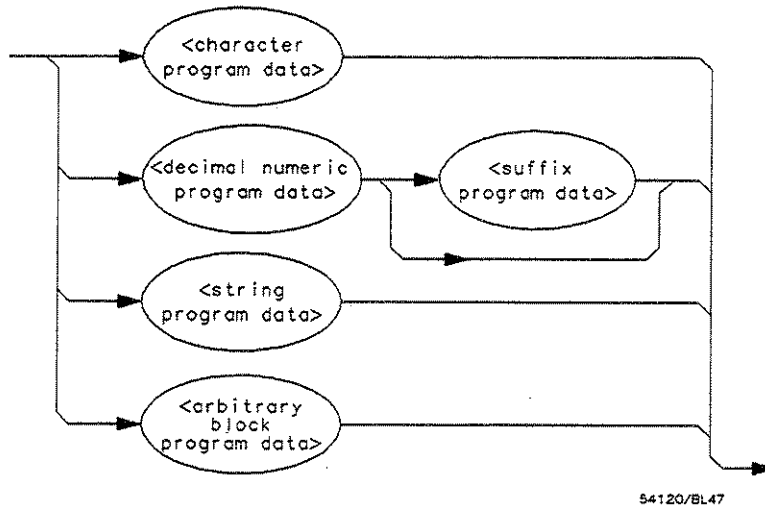 <character
program data>
<decimal numeric
program data>
<suffix
program data>
<string
program data>
<arbitrary
block
program data>
54120/BL47